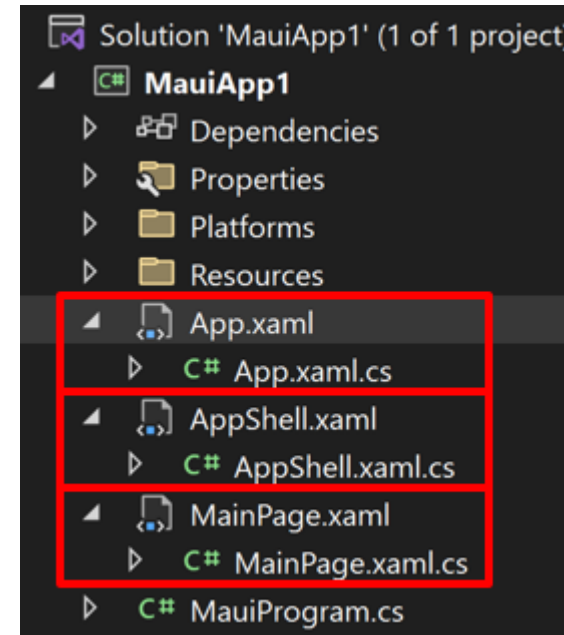 Solution 'MauiApp1' (1 of 1 project)
C# MauiApp1
Dependencies
Properties
Platforms
Resources
App.xaml
C# App.xaml.cs
AppShell.xaml
C# AppShell.xaml.cs
MainPage.xaml
C# MainPage.xaml.cs
C# MauiProgram.cs